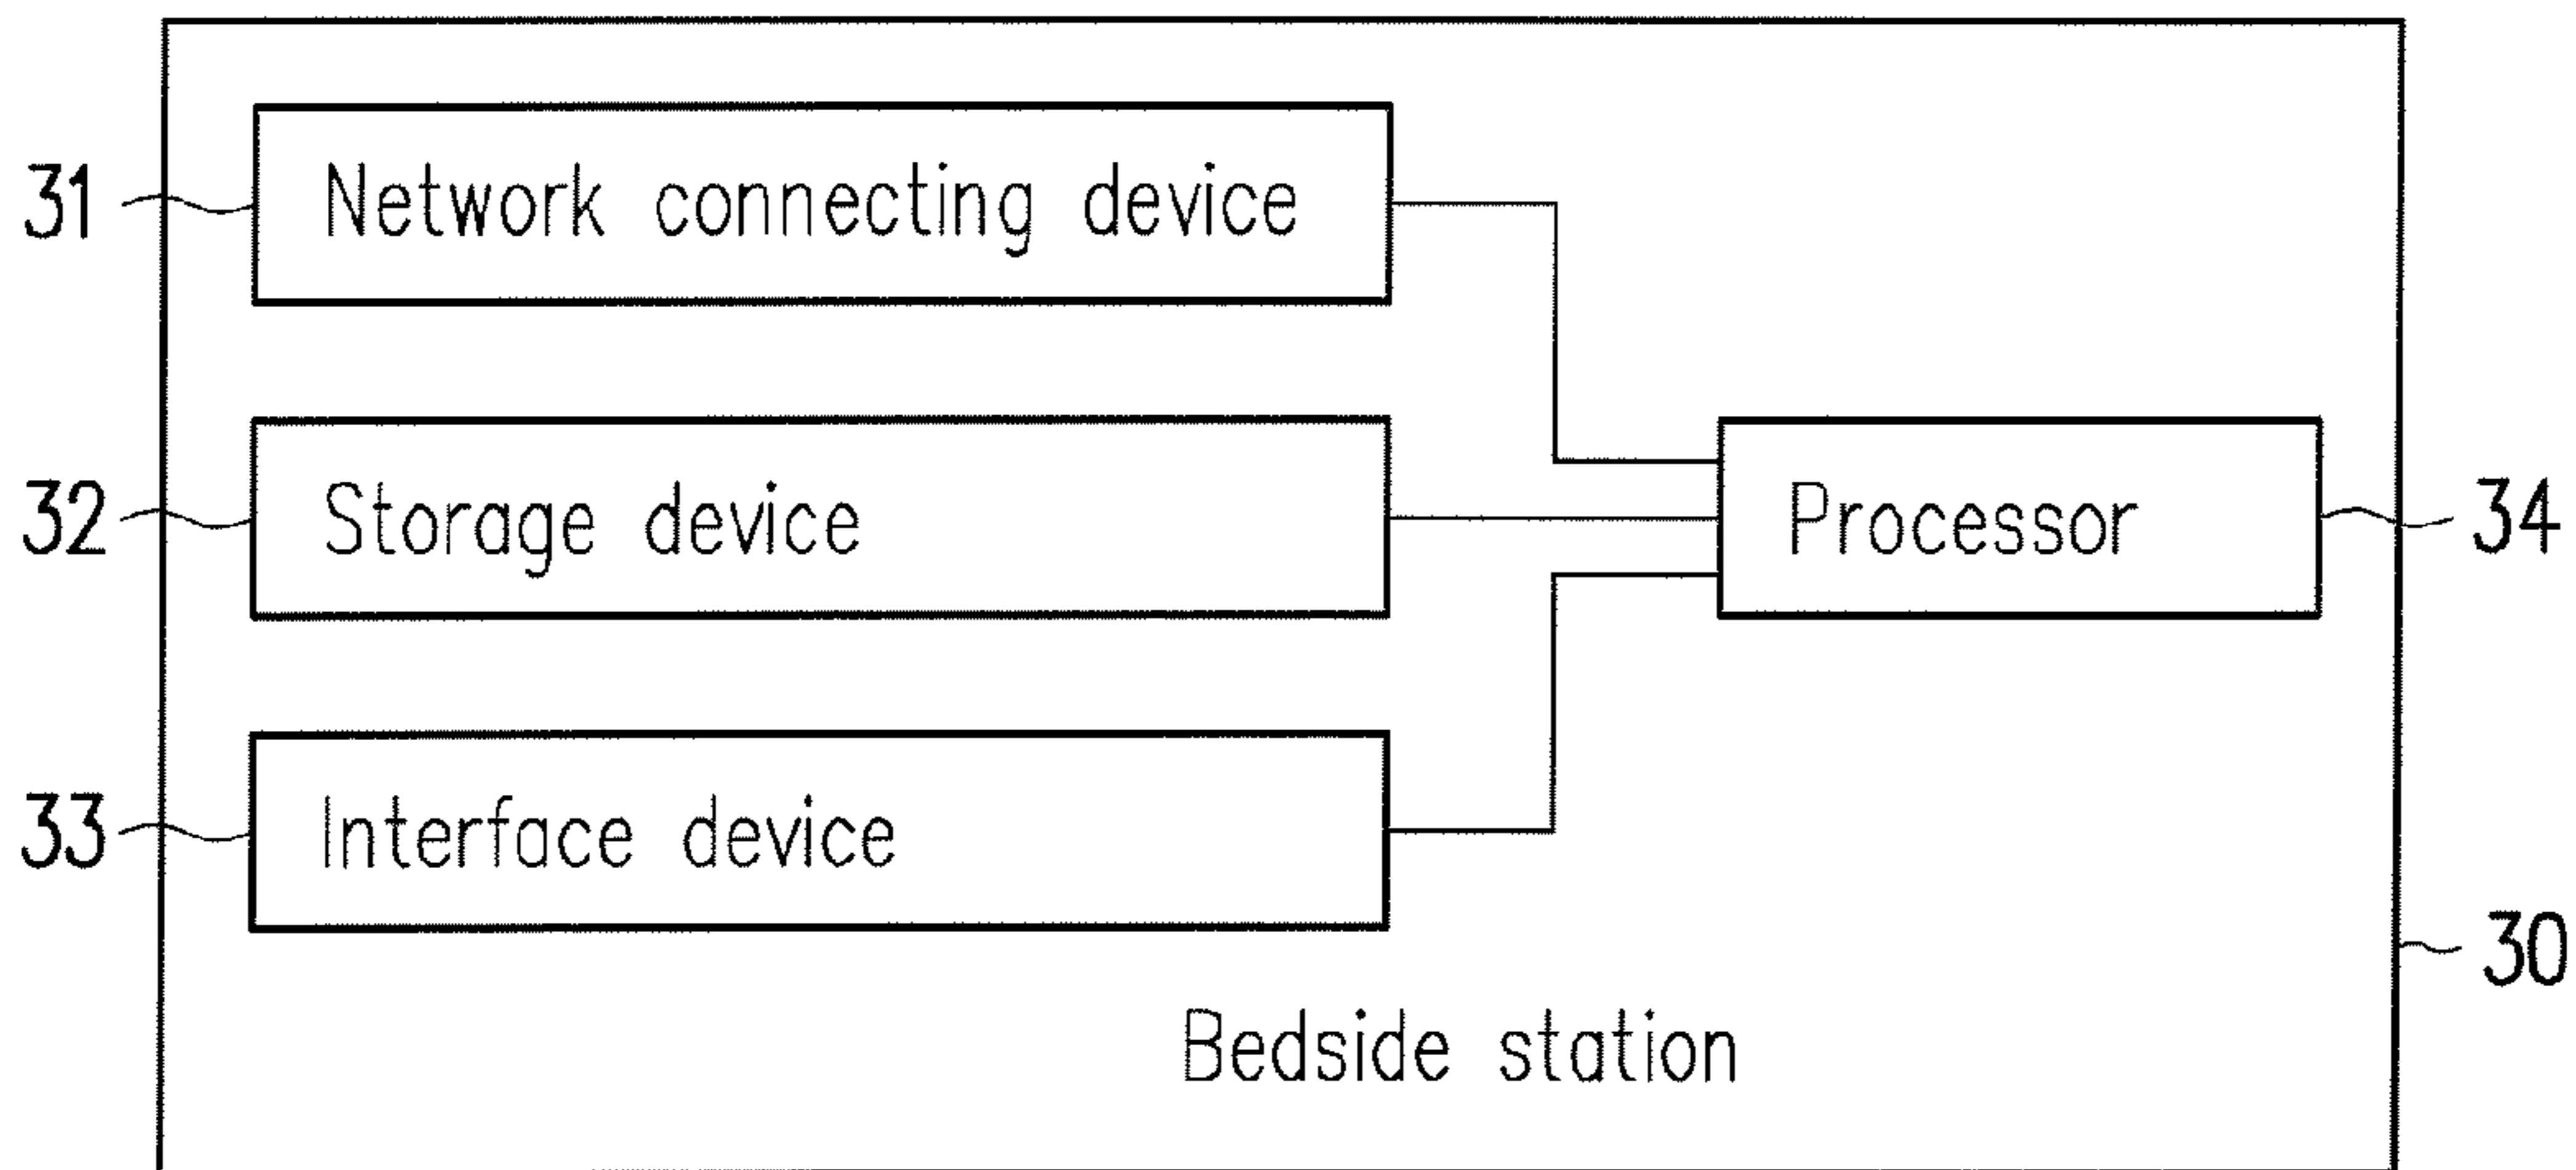 31 Network connecting device
32 Storage device Processor 34
33 Interface device
30
Bedside station